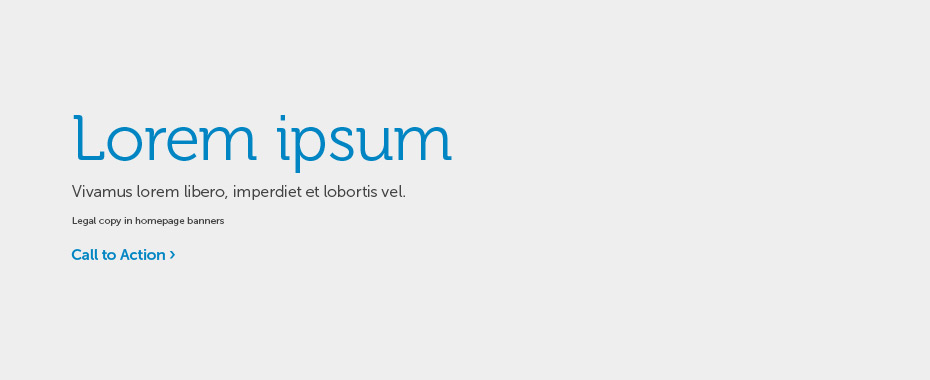 Lorem ipsum
Vivamus lorem libero, imperdiet et lobortis vel.
Legal copy in homepage banners
Call to Action ›